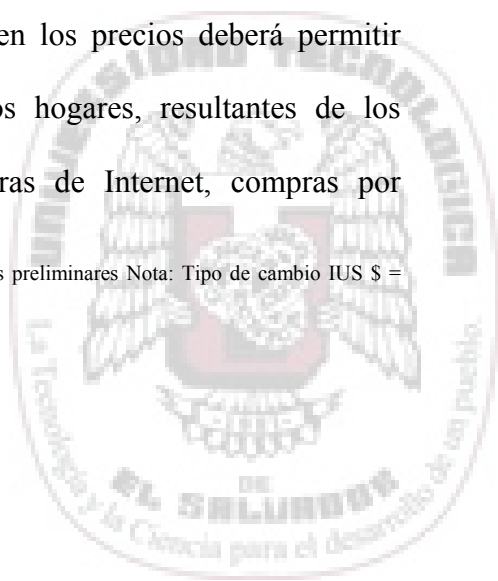 en los precios deberá permitir
os hogares, resultantes de los
ras de Internet, compras por
s preliminares Nota: Tipo de cambio IUS $ =
UNIVERSIDAD TECNOLOGICA
DE
EL SALVADOR
La Tecnología y la Ciencia para el desarrollo de un pueblo.